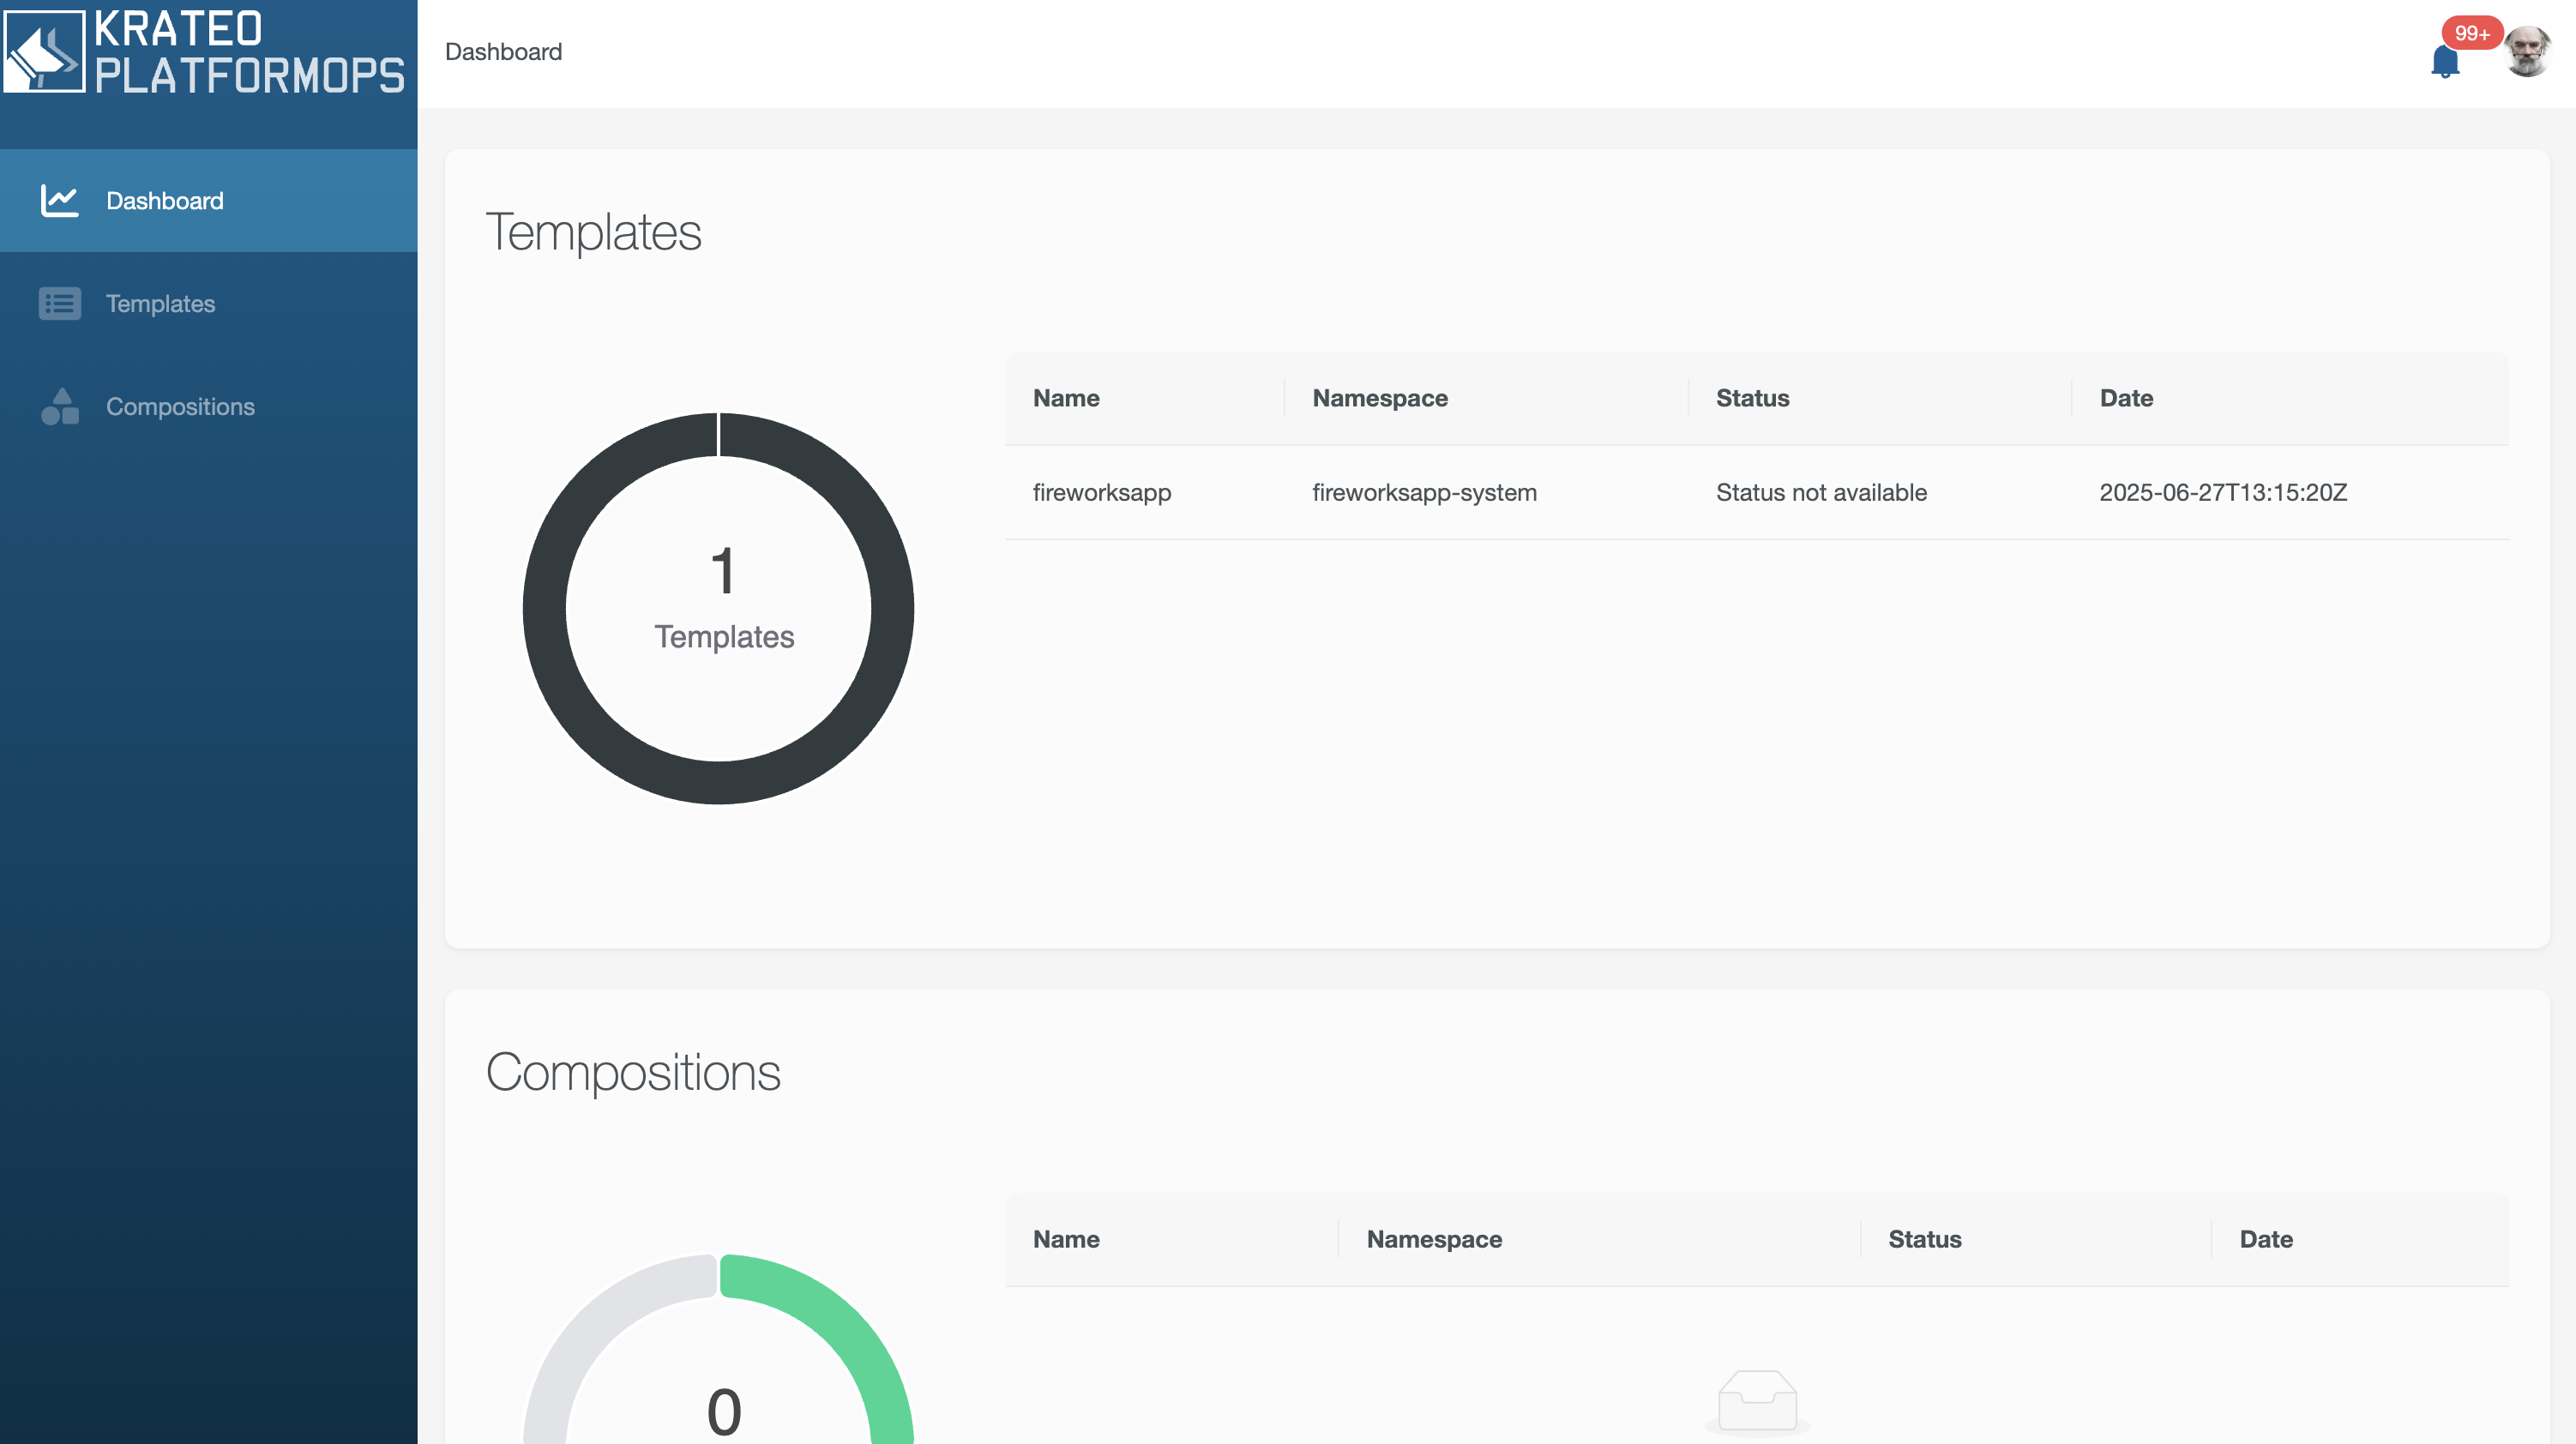 KRATEO
PLATFORMOPS
Dashboard
99+
Dashboard
Templates
Compositions
Templates
1
Templates
Name Namespace Status Date
fireworksapp fireworksapp-system Status not available 2025-06-27T13:15:20Z
Compositions
0
Name Namespace Status Date